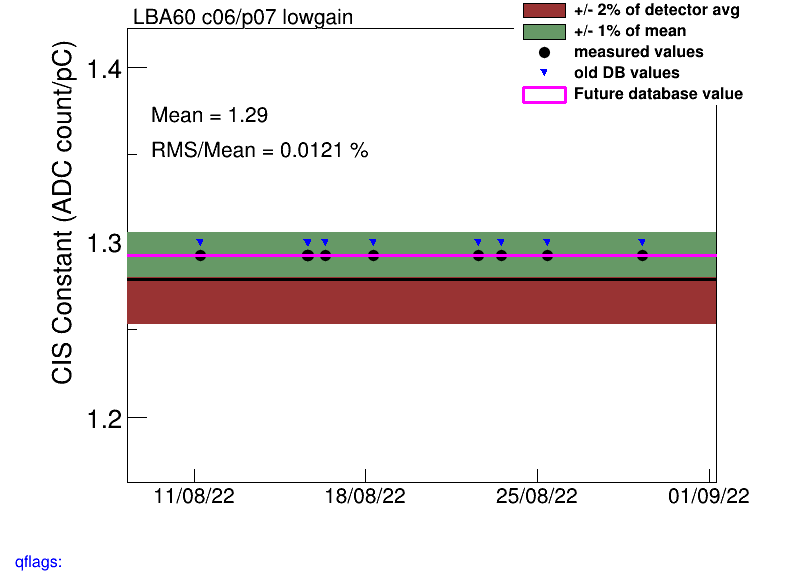 LBA60 c06/p07 lowgain
+/- 2% of detector avg
+/- 1% of mean
measured values
old DB values
Future database value
Mean = 1.29
RMS/Mean = 0.0121 %
CIS Constant (ADC count/pC)
1.4
1.3
1.2
11/08/22
18/08/22
25/08/22
01/09/22
qflags: